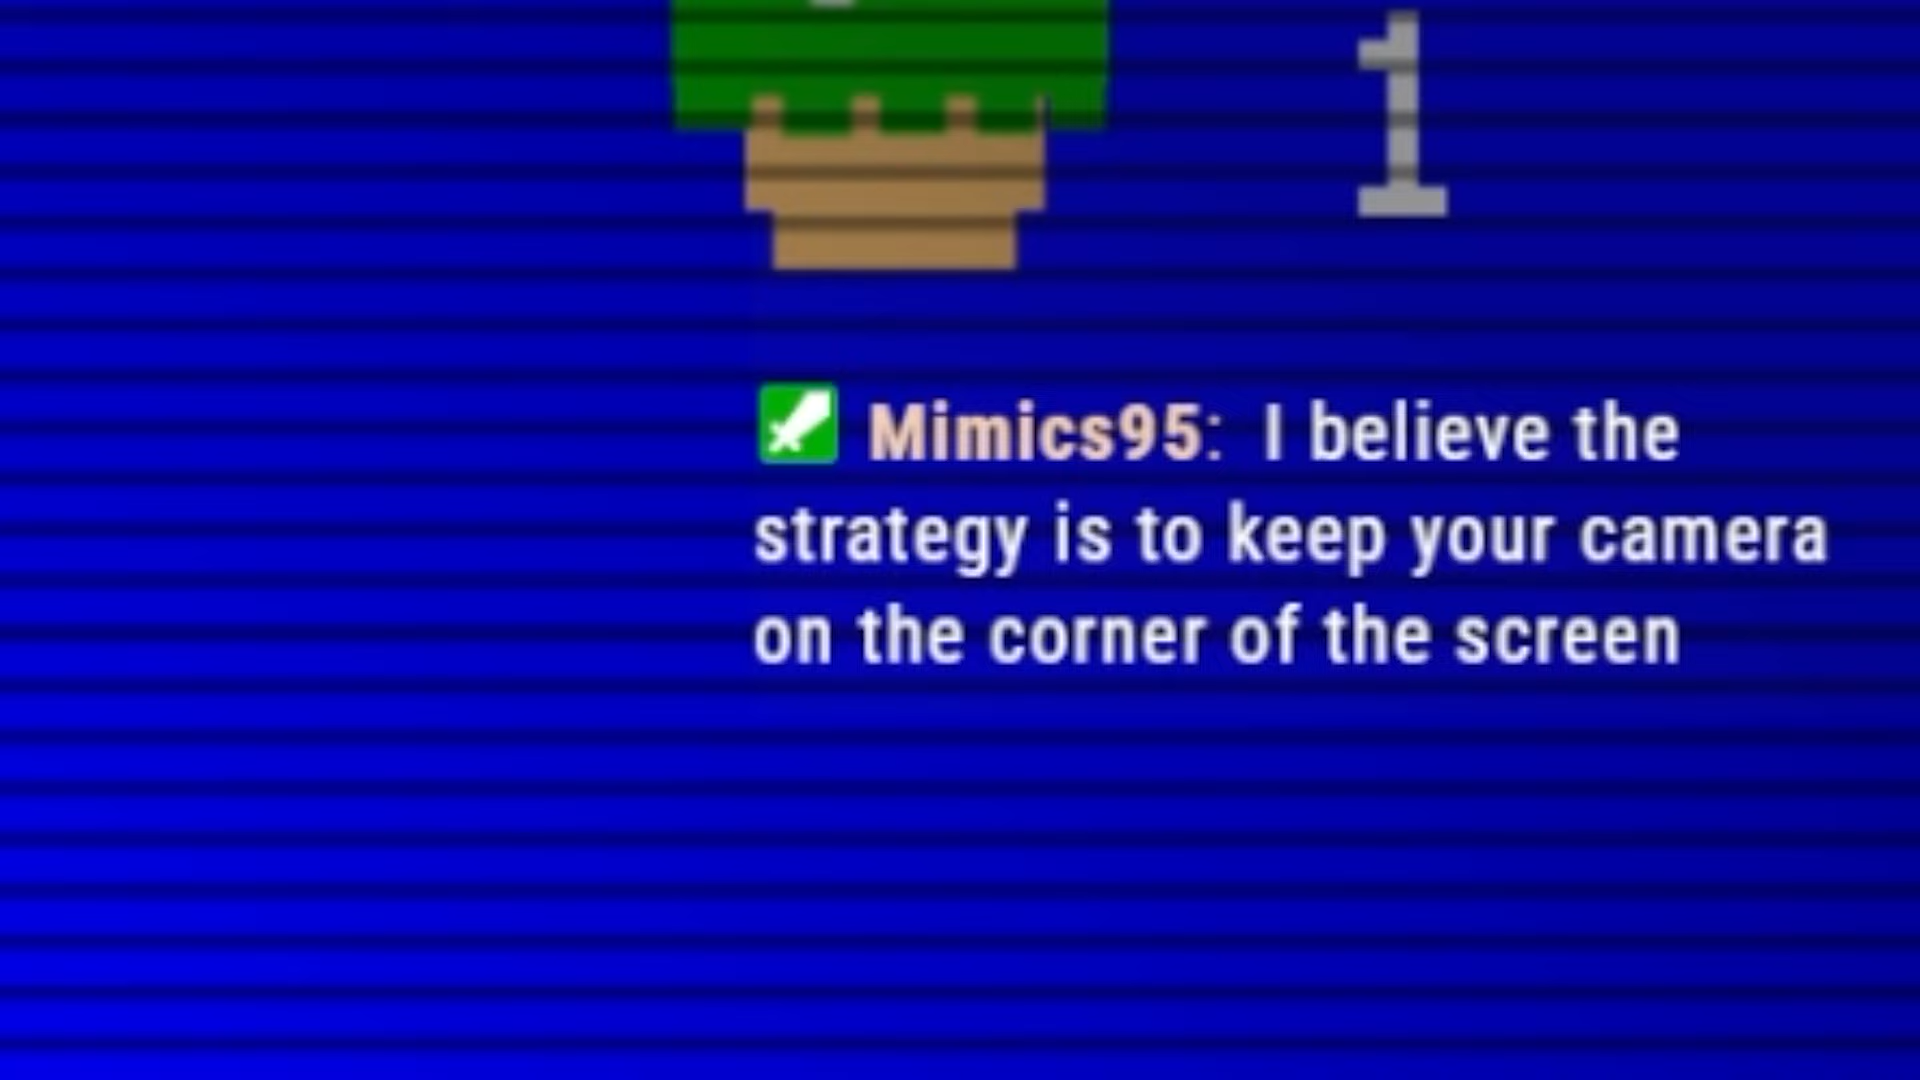 1
Mimics95: I believe the
strategy is to keep your camera
on the corner of the screen